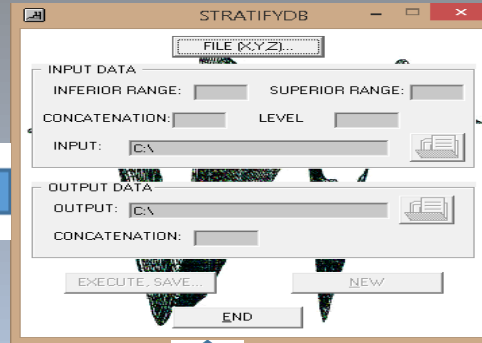 STRATIFYDB
FILE (X,Y,Z)...
INPUT DATA
INFERIOR RANGE: SUPERIOR RANGE:
CONCATENATION: LEVEL
INPUT: C:\
OUTPUT DATA
OUTPUT: C:\
CONCATENATION:
EXECUTE, SAVE... NEW
END